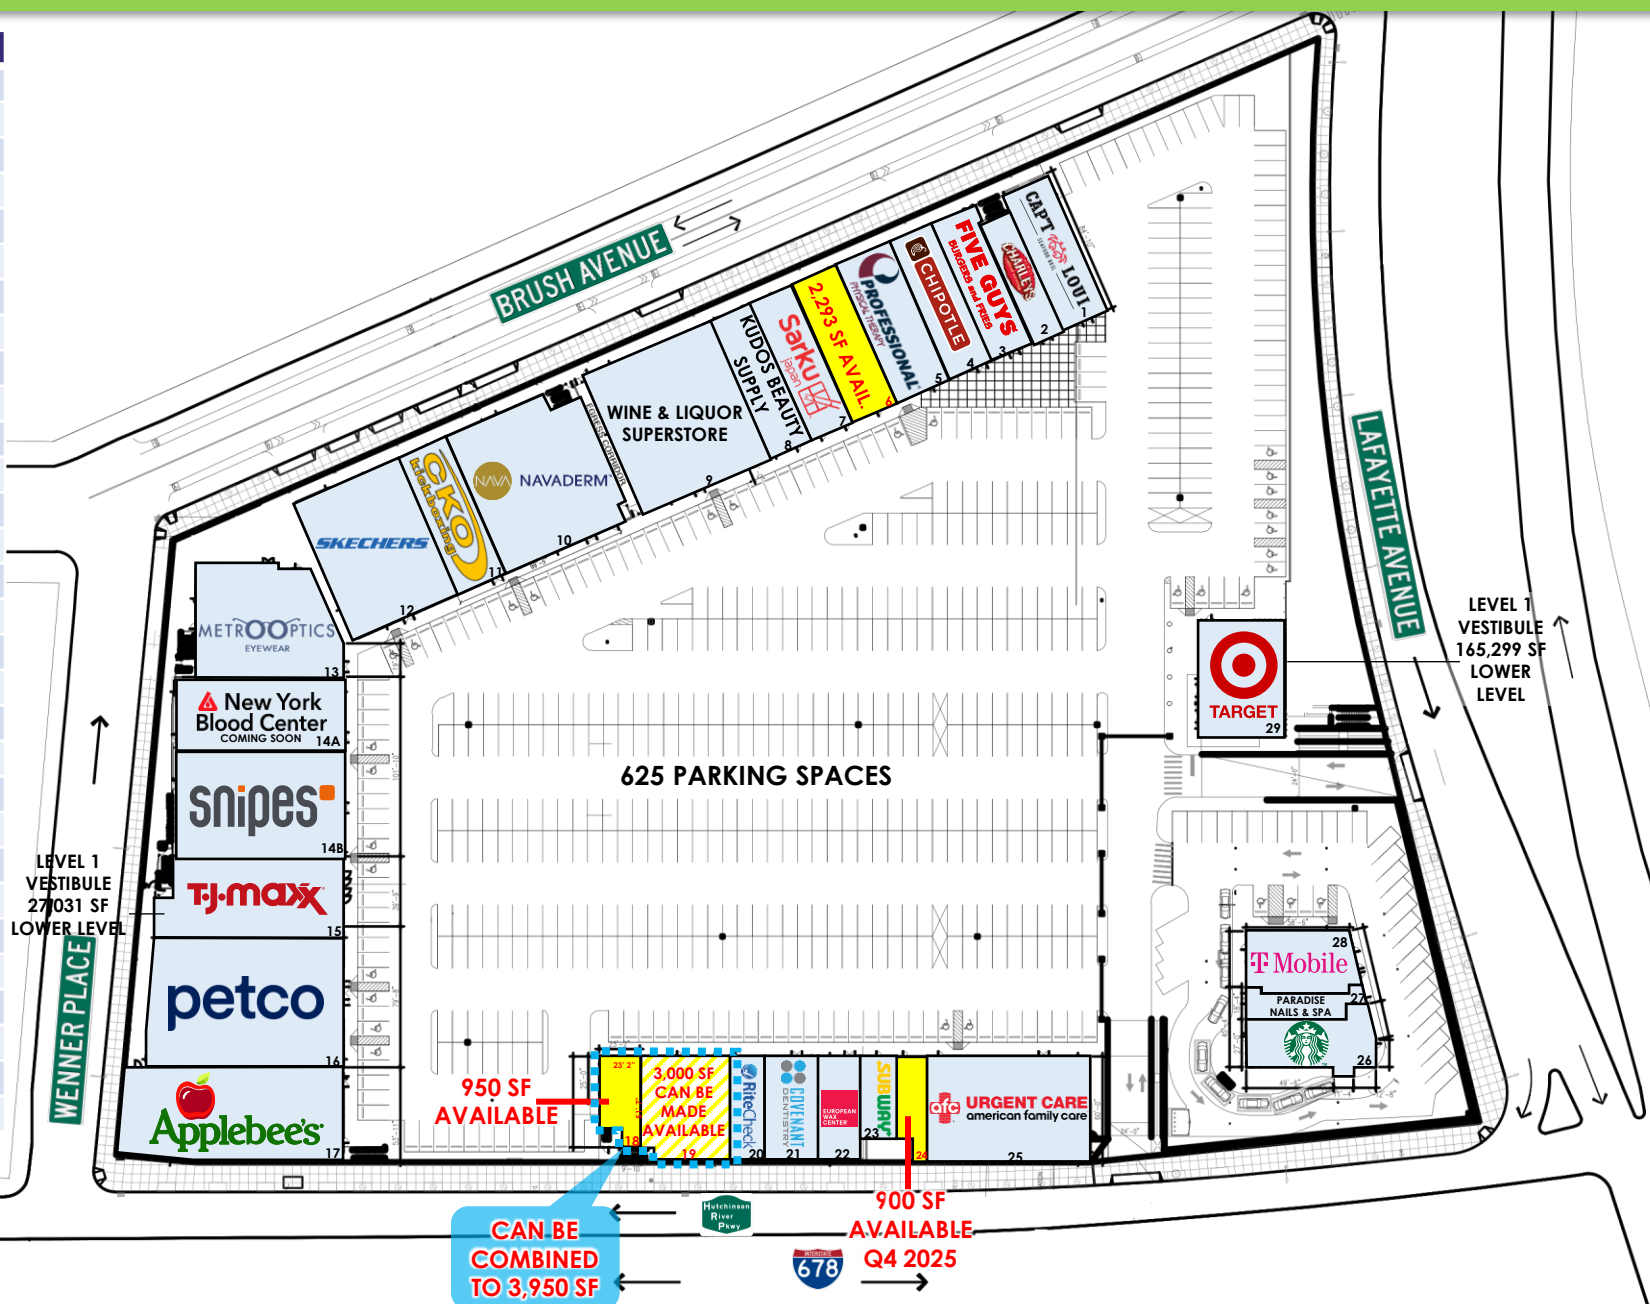 BRUSH AVENUE
CAPT
LOUI
1
CHARLEYS
2
FIVE GUYS
BURGERS and FRIES
3
CHIPOTLE
4
PROFESSIONAL
PHYSICAL THERAPY
5
2,293 SF AVAIL.
6
Sarku
japan
7
KUDOS BEAUTY
SUPPLY
8
WINE & LIQUOR
SUPERSTORE
9
EGRESS CORRIDOR
NAVA
NAVADERM
10
CKO
kickboxing
11
SKECHERS
12
METROOPTICS
EYEWEAR
13
New York
Blood Center
COMING SOON
14A
snipes
14B
LEVEL 1
VESTIBULE
27,031 SF
LOWER LEVEL
T.J.maxx
15
WENNER PLACE
petco
16
Applebee's
17
625 PARKING SPACES
LAFAYETTE AVENUE
LEVEL 1
VESTIBULE
165,299 SF
LOWER
LEVEL
TARGET
29
28
T Mobile
PARADISE
NAILS & SPA
27
26
950 SF
AVAILABLE
23' 2"
18
3,000 SF
CAN BE
MADE
AVAILABLE
19
RiteCheck
20
COVENANT
DENTISTRY
21
EUROPEAN
WAX
CENTER
22
SUBWAY
23
24
afc URGENT CARE
american family care
25
CAN BE
COMBINED
TO 3,950 SF
900 SF
AVAILABLE
Q4 2025
Hutchinson
River
Pkwy
INTERSTATE
678